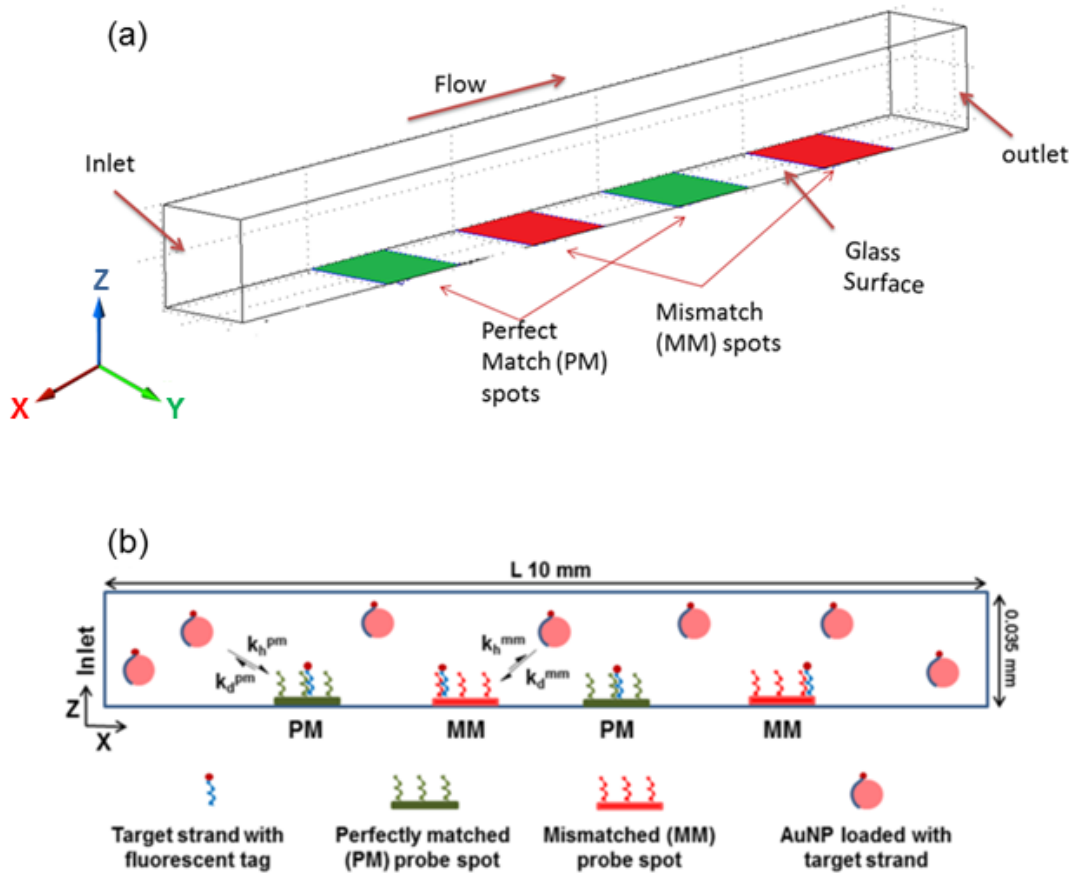 (a)
Flow
Inlet
outlet
Glass
Surface
Mismatch
(MM) spots
Perfect
Match (PM)
spots
Z
X
Y
(b)
L 10 mm
Inlet
k_h^pm
k_d^pm
k_h^mm
k_d^mm
0.035 mm
Z
X
PM
MM
PM
MM
Target strand with
fluorescent tag
Perfectly matched
(PM) probe spot
Mismatched (MM)
probe spot
AuNP loaded with
target strand